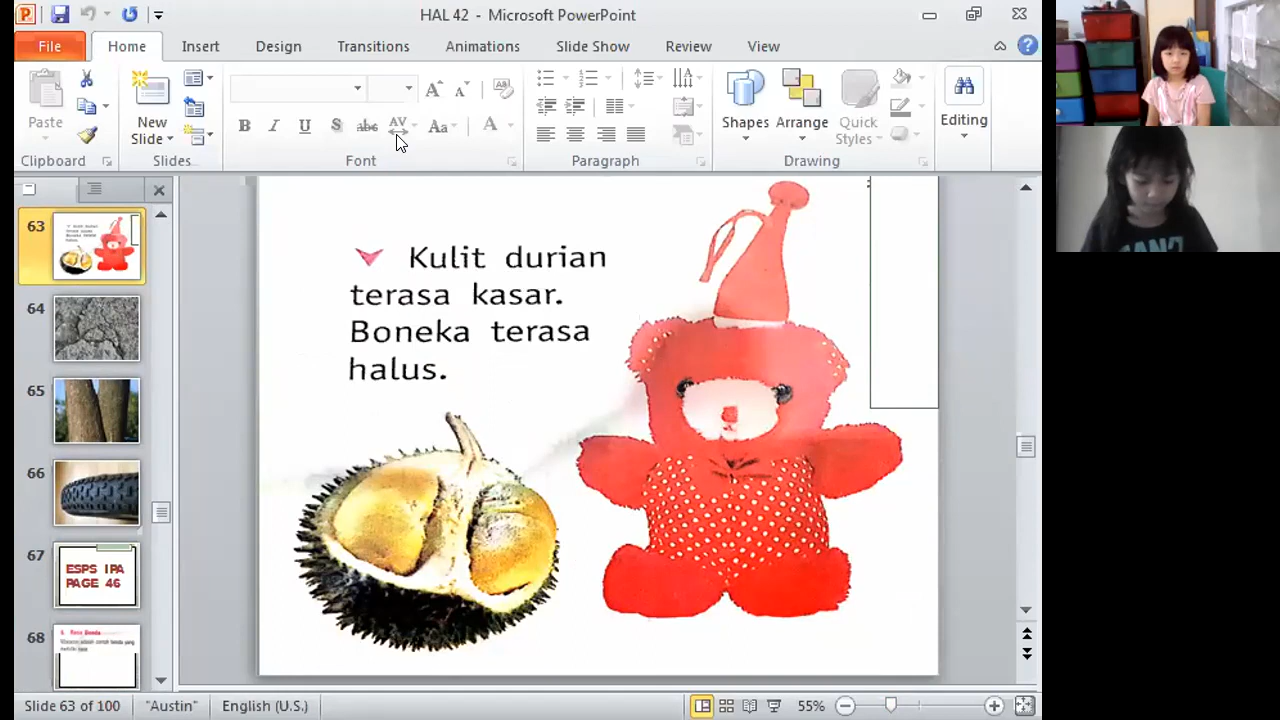 HAL 42 - Microsoft PowerPoint
File Home Insert Design Transitions Animations Slide Show Review View
Paste
New Slide
Shapes Arrange Quick Styles
Editing
Clipboard Slides Font Paragraph Drawing
Kulit durian
terasa kasar.
Boneka terasa
halus.
63
64
65
66
67
ESPS IPA
PAGE 46
68
Slide 63 of 100 "Austin" English (U.S.) 55%